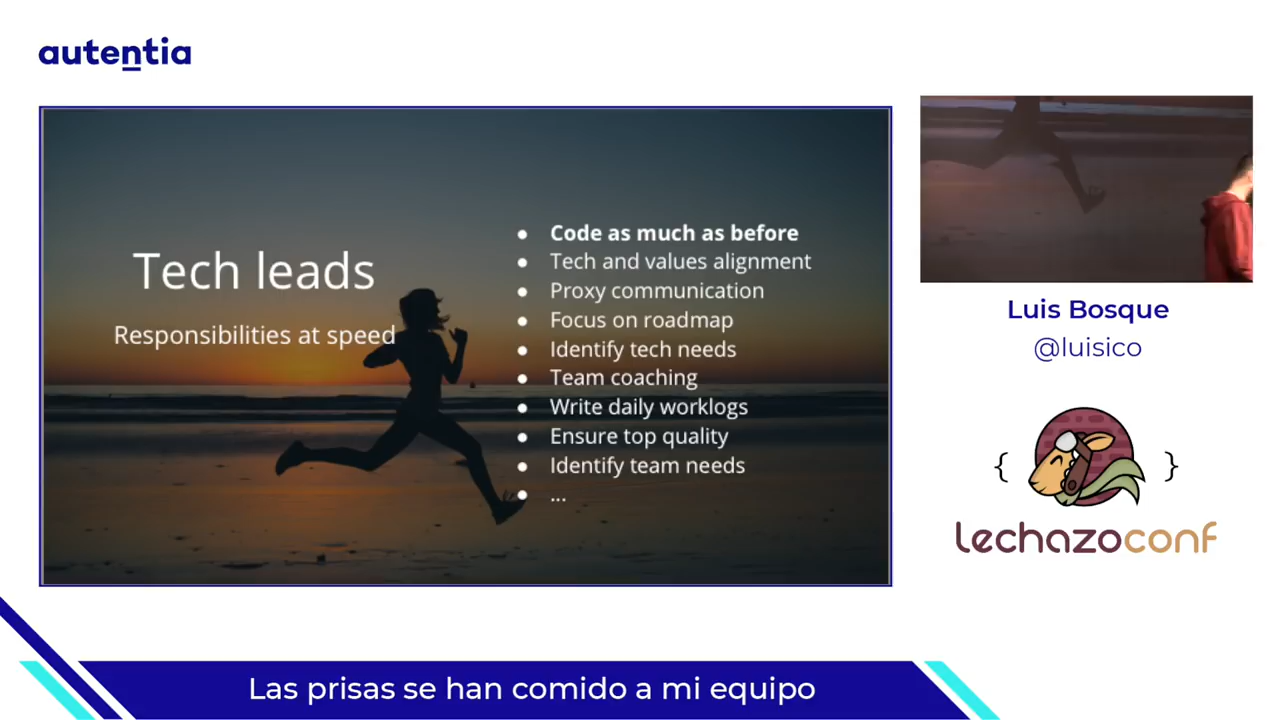 autentia
Tech leads
Responsibilities at speed
● Code as much as before
● Tech and values alignment
● Proxy communication
● Focus on roadmap
● Identify tech needs
● Team coaching
● Write daily worklogs
● Ensure top quality
● Identify team needs
● ...
Luis Bosque
@luisico
{ }
lechazoconf
Las prisas se han comido a mi equipo